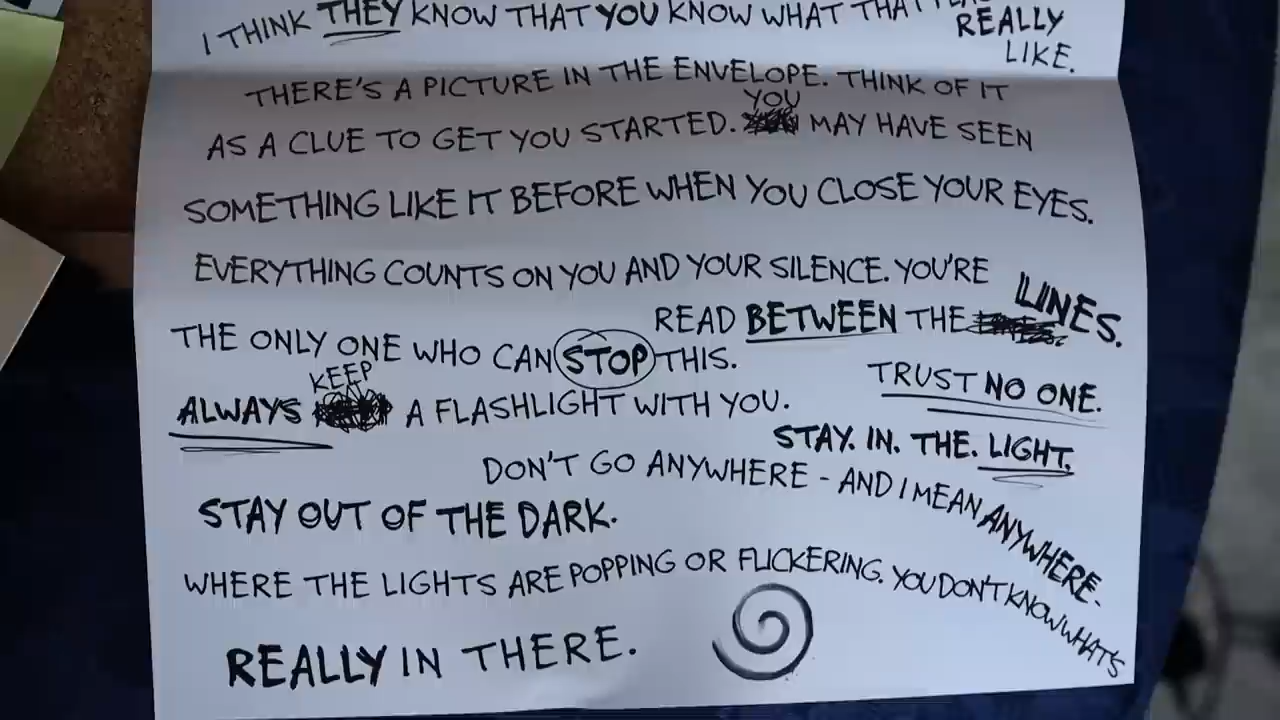 I THINK THEY KNOW THAT YOU KNOW WHAT THAT
REALLY
LIKE.
THERE'S A PICTURE IN THE ENVELOPE. THINK OF IT
AS A CLUE TO GET YOU STARTED. YOU MAY HAVE SEEN
SOMETHING LIKE IT BEFORE WHEN YOU CLOSE YOUR EYES.
EVERYTHING COUNTS ON YOU AND YOUR SILENCE. YOU'RE
READ BETWEEN THE LINES.
THE ONLY ONE WHO CAN STOP THIS.
TRUST NO ONE.
ALWAYS KEEP A FLASHLIGHT WITH YOU.
STAY. IN. THE. LIGHT.
DON'T GO ANYWHERE - AND I MEAN ANYWHERE.
STAY OUT OF THE DARK.
WHERE THE LIGHTS ARE POPPING OR FLICKERING. YOU DON'T KNOW WHAT'S
REALLY IN THERE.